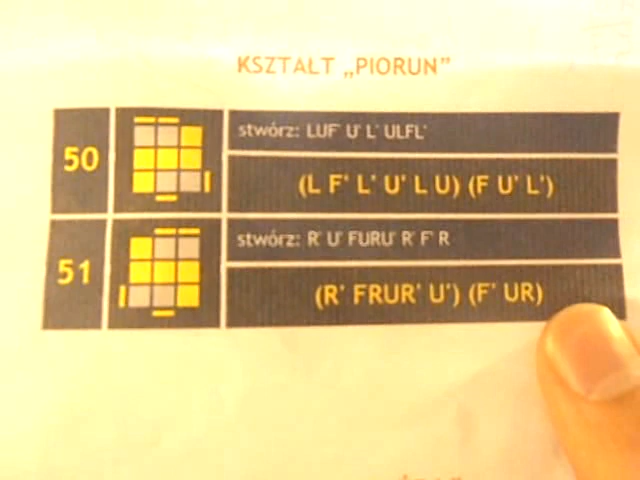 KSZTAŁT „PIORUN”
50
stwórz: LUF' U' L' ULFL'
(L F' L' U' L U) (F U' L')
51
stwórz: R' U' FURU' R' F' R
(R' FRUR' U') (F' UR)